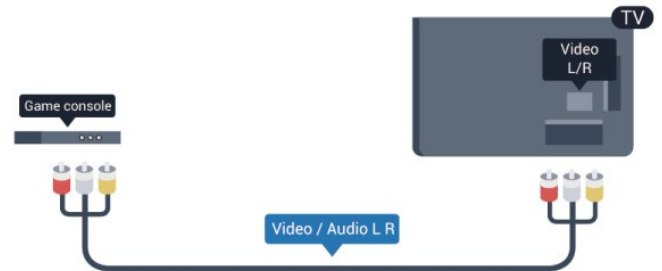 TV
Video
L/R
Game console
Video / Audio L R